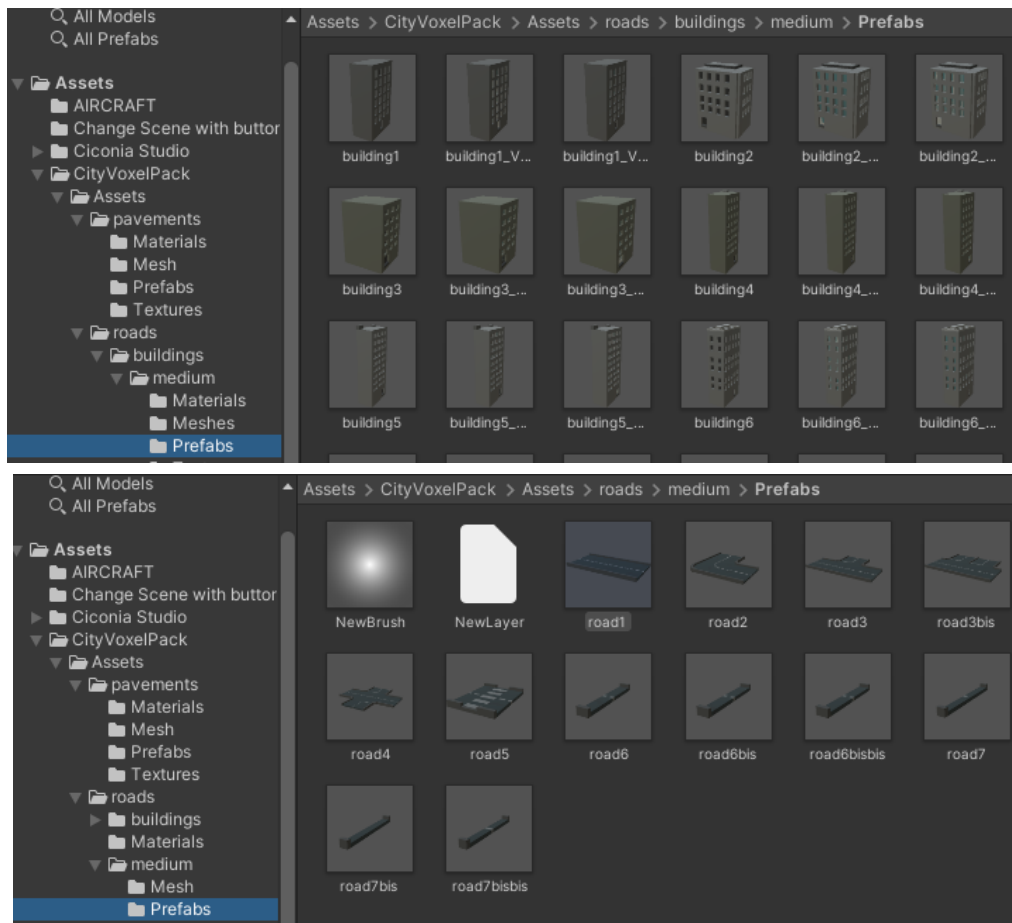 All Models
All Prefabs
Assets
AIRCRAFT
Change Scene with buttor
Ciconia Studio
CityVoxelPack
Assets
pavements
Materials
Mesh
Prefabs
Textures
roads
buildings
medium
Materials
Meshes
Prefabs
Assets > CityVoxelPack > Assets > roads > buildings > medium > Prefabs
building1 building1_V... building1_V... building2 building2_... building2_...
building3 building3_... building3_... building4 building4_... building4_...
building5 building5_... building5_... building6 building6_... building6_...
All Models
All Prefabs
Assets
AIRCRAFT
Change Scene with buttor
Ciconia Studio
CityVoxelPack
Assets
pavements
Materials
Mesh
Prefabs
Textures
roads
buildings
Materials
medium
Mesh
Prefabs
Assets > CityVoxelPack > Assets > roads > medium > Prefabs
NewBrush NewLayer road1 road2 road3 road3bis
road4 road5 road6 road6bis road6bisbis road7
road7bis road7bisbis